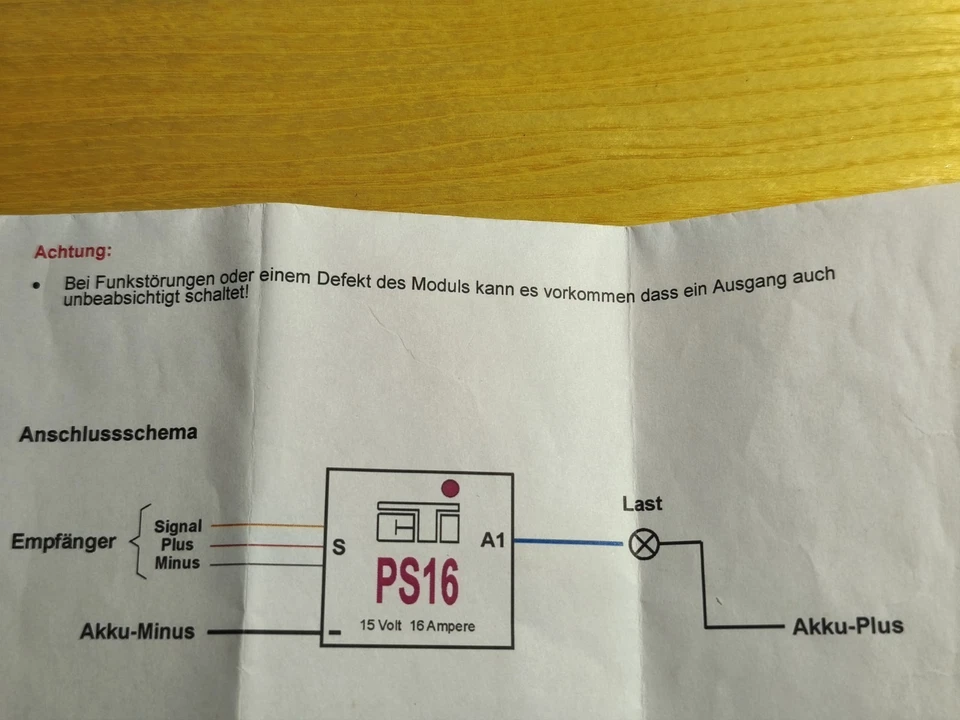 Achtung:
• Bei Funkstörungen oder einem Defekt des Moduls kann es vorkommen dass ein Ausgang auch
unbeabsichtigt schaltet!
Anschlussschema
Last
Empfänger
Signal
Plus
Minus
S
A1
PS16
15 Volt 16 Ampere
Akku-Minus
-
Akku-Plus